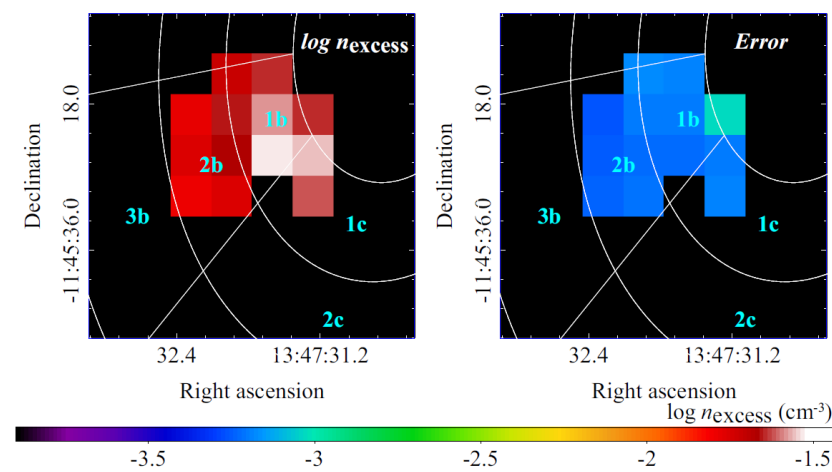 log nexcess
Error
18.0
18.0
1b
1b
2b
2b
Declination
Declination
3b
1c
3b
1c
-11:45:36.0
-11:45:36.0
2c
2c
32.4
13:47:31.2
32.4
13:47:31.2
Right ascension
Right ascension
log nexcess (cm-3)
-3.5
-3
-2.5
-2
-1.5